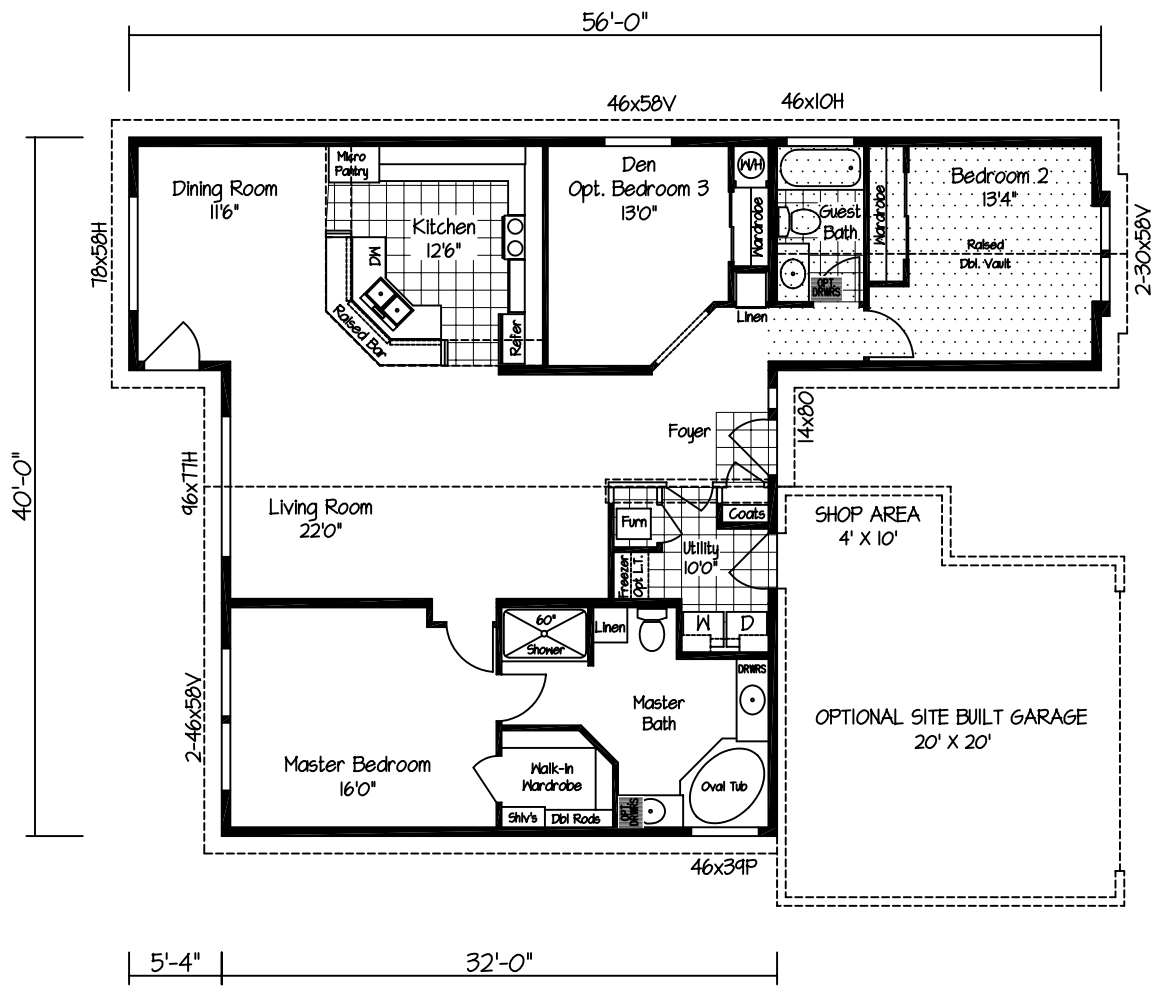 56'-0"
46x58V
46x10H
Micro
Pantry
Den
Opt. Bedroom 3
13'0"
W/H
Wardrobe
Guest
Bath
Wardrobe
Bedroom 2
13'4"
Raised
Dbl. Vault
Dining Room
11'6"
Kitchen
12'6"
DW
78x58H
2-30x58V
OPT.
DRWRS
Linen
Raised Bar
Refer
Foyer
14x80
40'-0"
96x77H
Living Room
22'0"
Furn
Coats
SHOP AREA
4' X 10'
Utility
10'0"
Freezer
Opt L.T.
60"
Shower
Linen
W
D
DRWRS
2-46x58V
Master
Bath
OPTIONAL SITE BUILT GARAGE
20' X 20'
Master Bedroom
16'0"
Walk-in
Wardrobe
Oval Tub
Shlv's
Dbl Rods
OPT.
DRWRS
46x39P
5'-4"
32'-0"